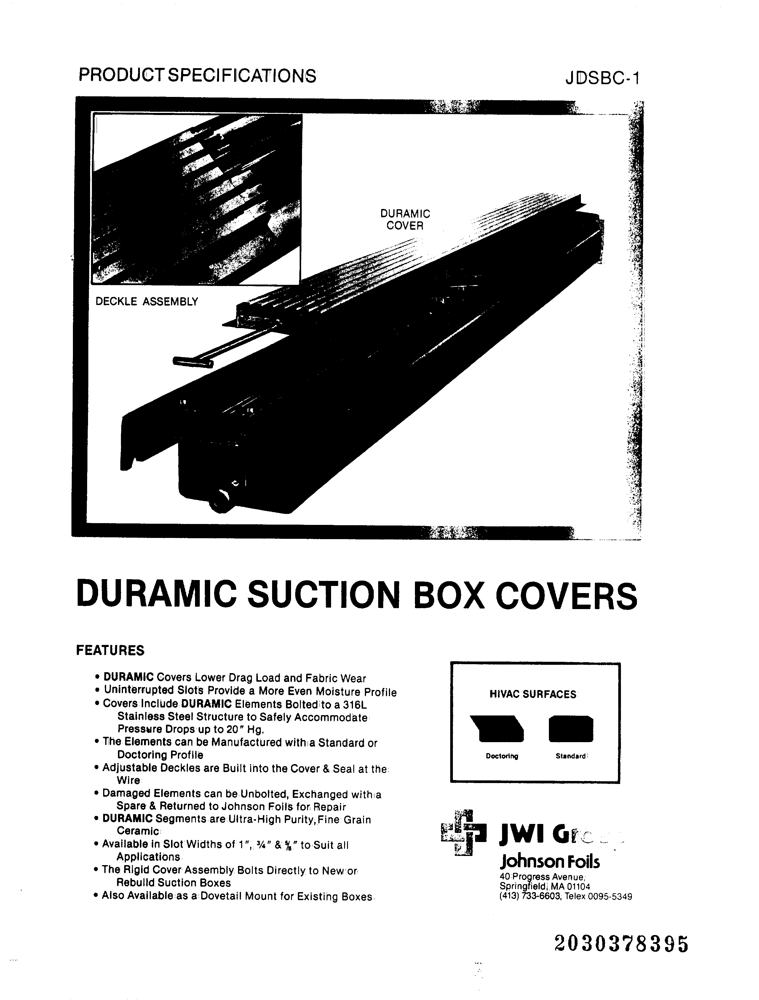 PRODUCT SPECIFICATIONS
JDSBC-1
DURAMIC
COVER
DECKLE ASSEMBLY
DURAMIC SUCTION BOX COVERS
FEATURES
• DURAMIC Covers Lower Drag Load and Fabric Wear
• Uninterrupted Slots Provide a More Even Moisture Profile
• Covers Include DURAMIC Elements Bolted to a 316L
Stainless Steel Structure to Safely Accommodate
Pressure Drops up to 20" Hg.
• The Elements can be Manufactured with a Standard or
Doctoring Profile
• Adjustable Deckles are Built into the Cover & Seal at the
Wire
• Damaged Elements can be Unbolted, Exchanged with a
Spare & Returned to Johnson Foils for Repair
• DURAMIC Segments are Ultra-High Purity, Fine Grain
Ceramic
• Available in Slot Widths of 1", ¾" & " to Suit all
Applications
• The Rigid Cover Assembly Bolts Directly to New or
Rebuild Suction Boxes
• Also Available as a Dovetail Mount for Existing Boxes
HIVAC SURFACES
Doctoring
Standard
JWI
Johnson Foils
40 Progress Avenue,
Springfield, MA 01104
(413) 733-6603, Telex 0095-5349
2030378395